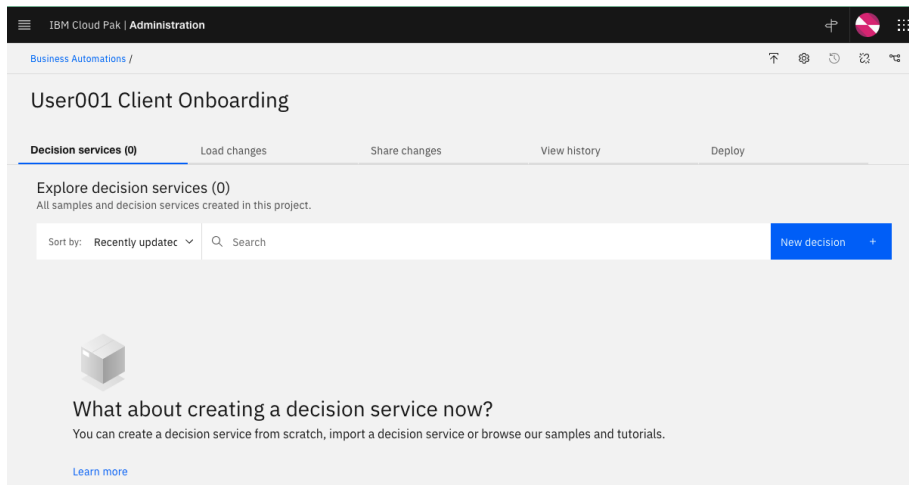 IBM Cloud Pak | Administration
Business Automations /
User001 Client Onboarding
Decision services (0) Load changes Share changes View history Deploy
Explore decision services (0)
All samples and decision services created in this project.
Sort by: Recently updatec Search New decision +
What about creating a decision service now?
You can create a decision service from scratch, import a decision service or browse our samples and tutorials.
Learn more